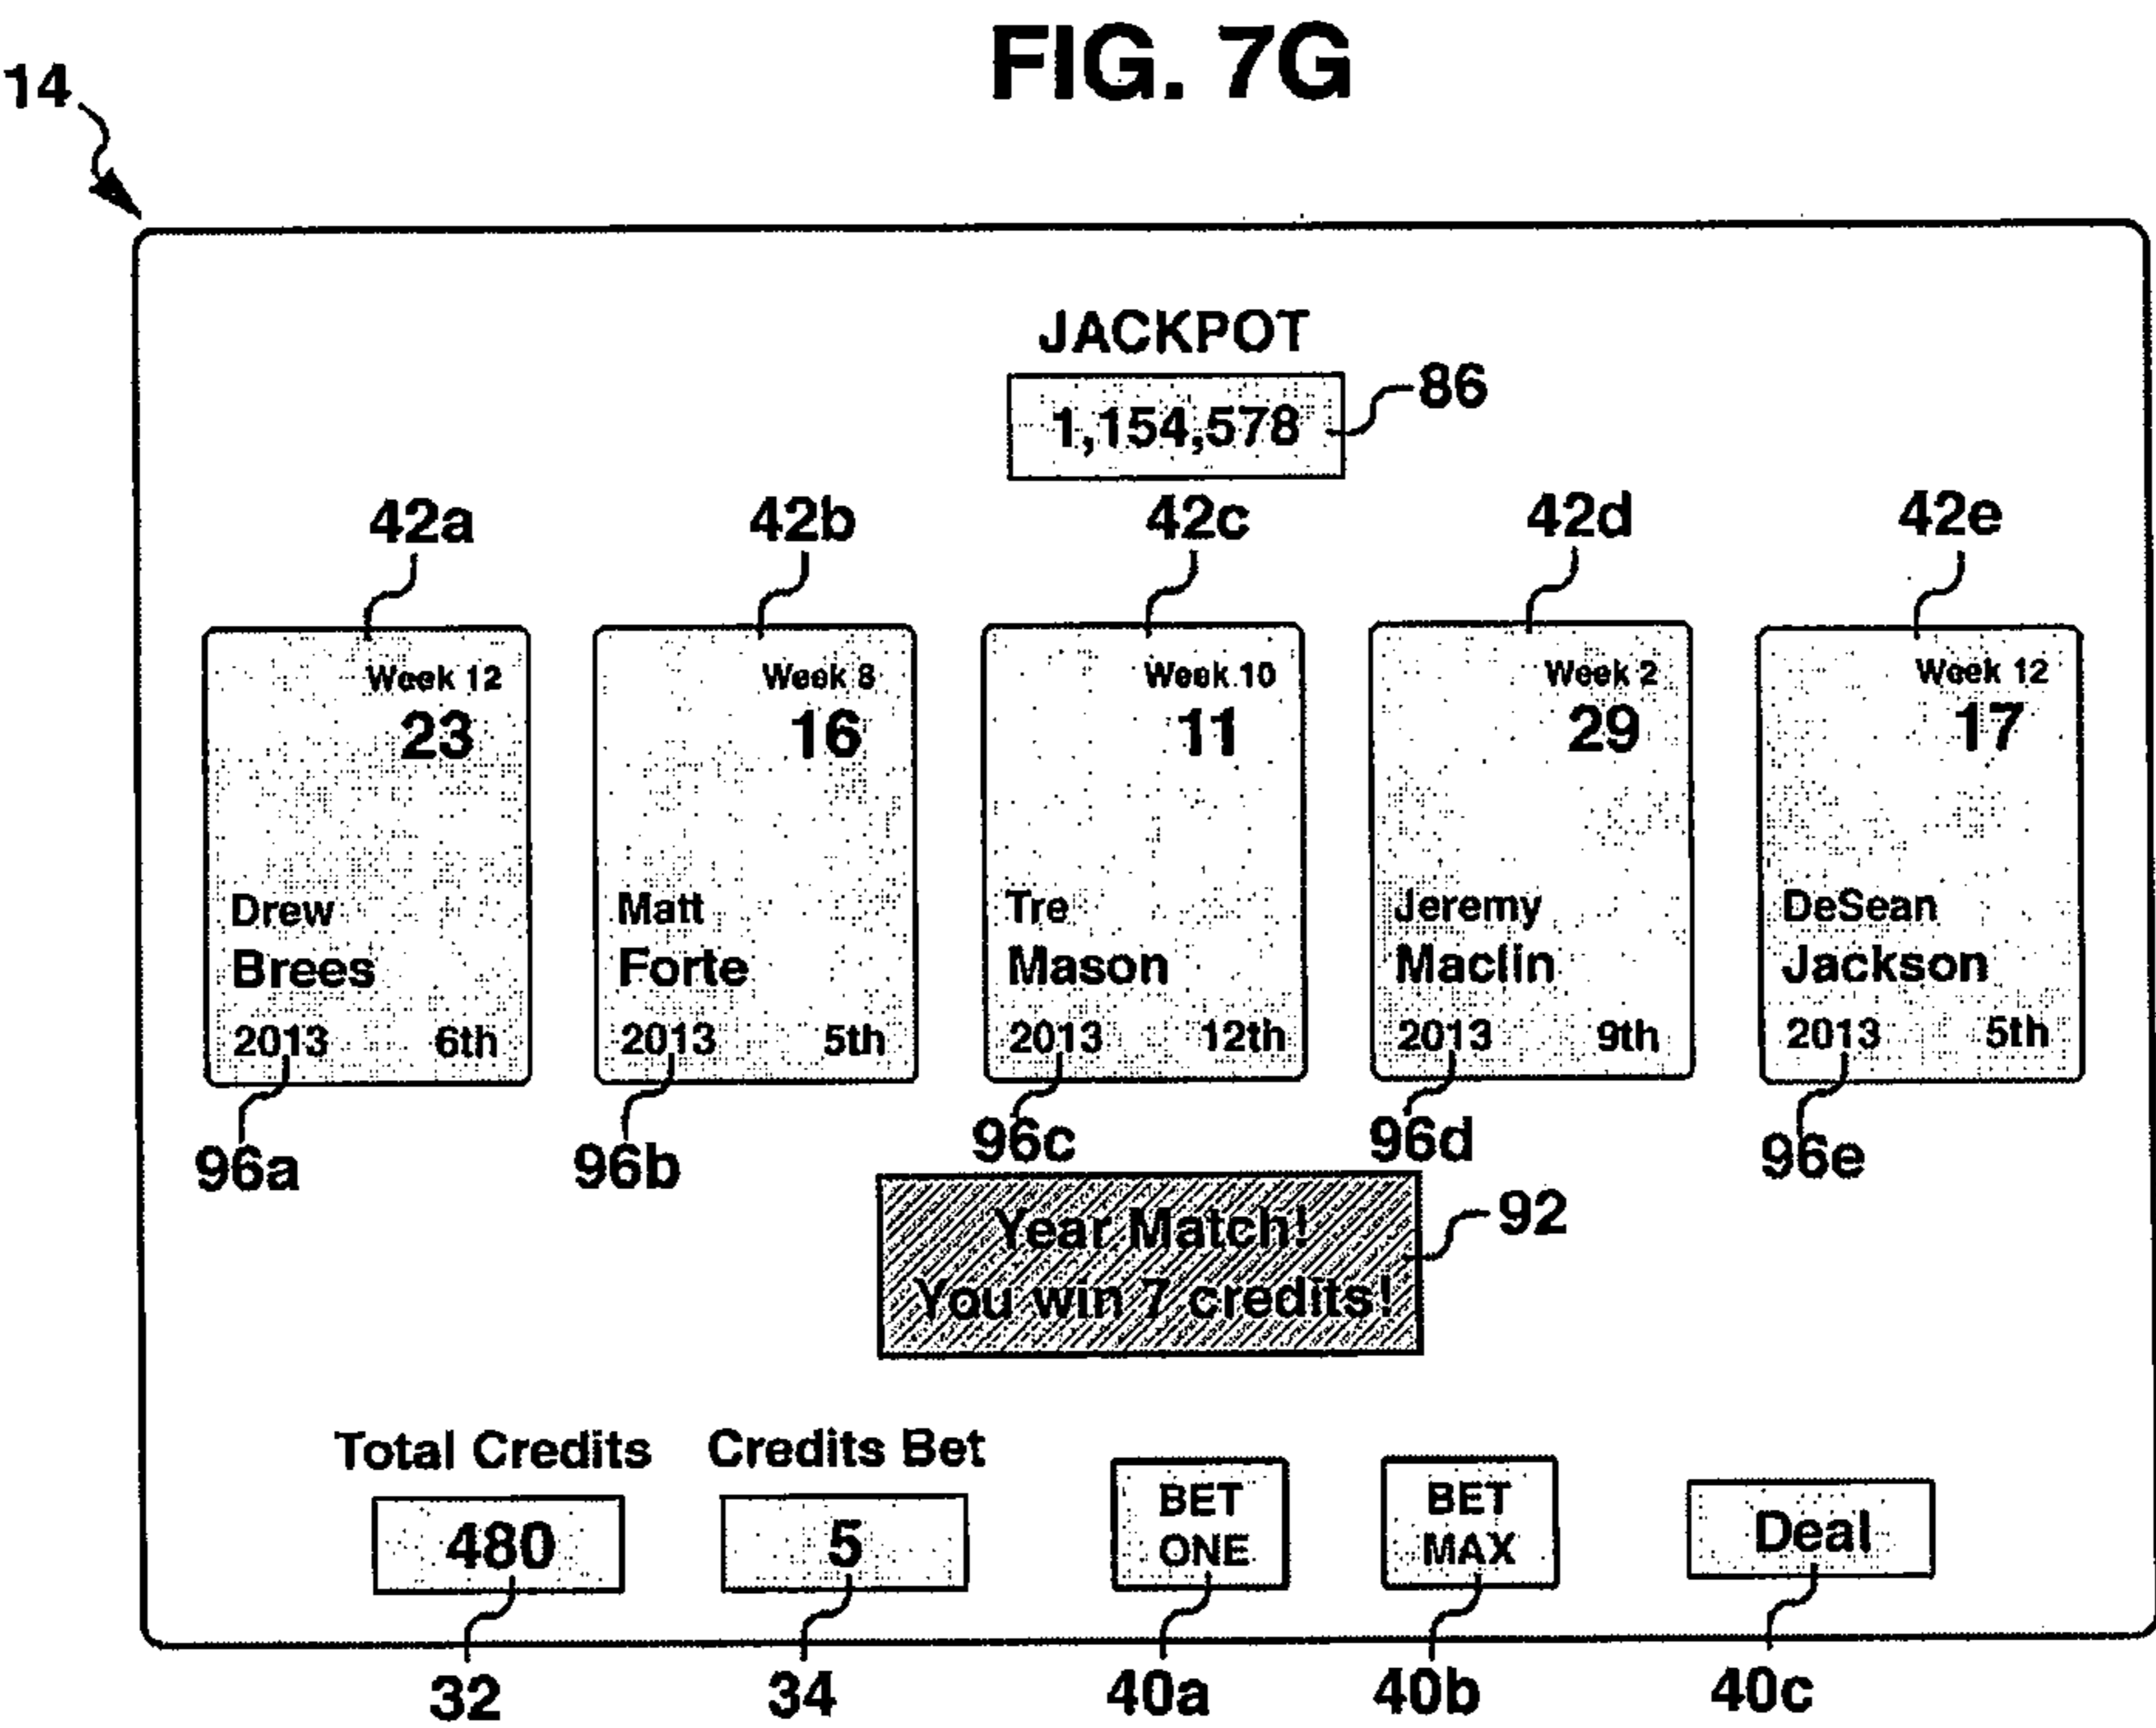 FIG. 7G
14
JACKPOT
1,154,578
86
42a 42b 42c 42d 42e
Week 12
23
Drew
Brees
2013 6th
Week 8
16
Matt
Forte
2013 5th
Week 10
11
Tre
Mason
2013 12th
Week 2
29
Jeremy
Maclin
2013 9th
Week 12
17
DeSean
Jackson
2013 5th
96a 96b 96c 96d 96e
Year Match!
You win 7 credits!
92
Total Credits
480
Credits Bet
5
BET
ONE
BET
MAX
Deal
32 34 40a 40b 40c